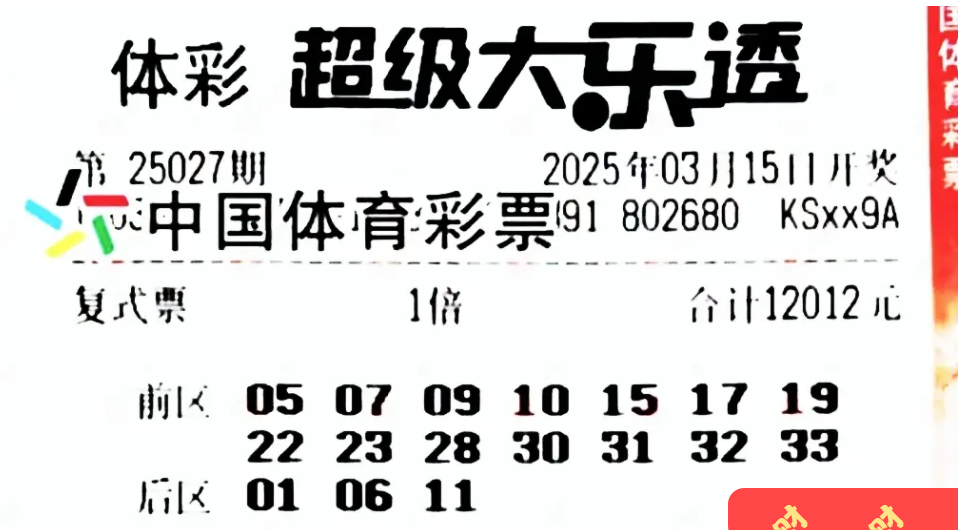 体彩 超级大乐透
第 25027期 2025年03月15日开奖
中国体育彩票 91 802680 KSxx9A
复式票 1倍 合计12012元
前区 05 07 09 10 15 17 19
22 23 28 30 31 32 33
后区 01 06 11
国体育彩票